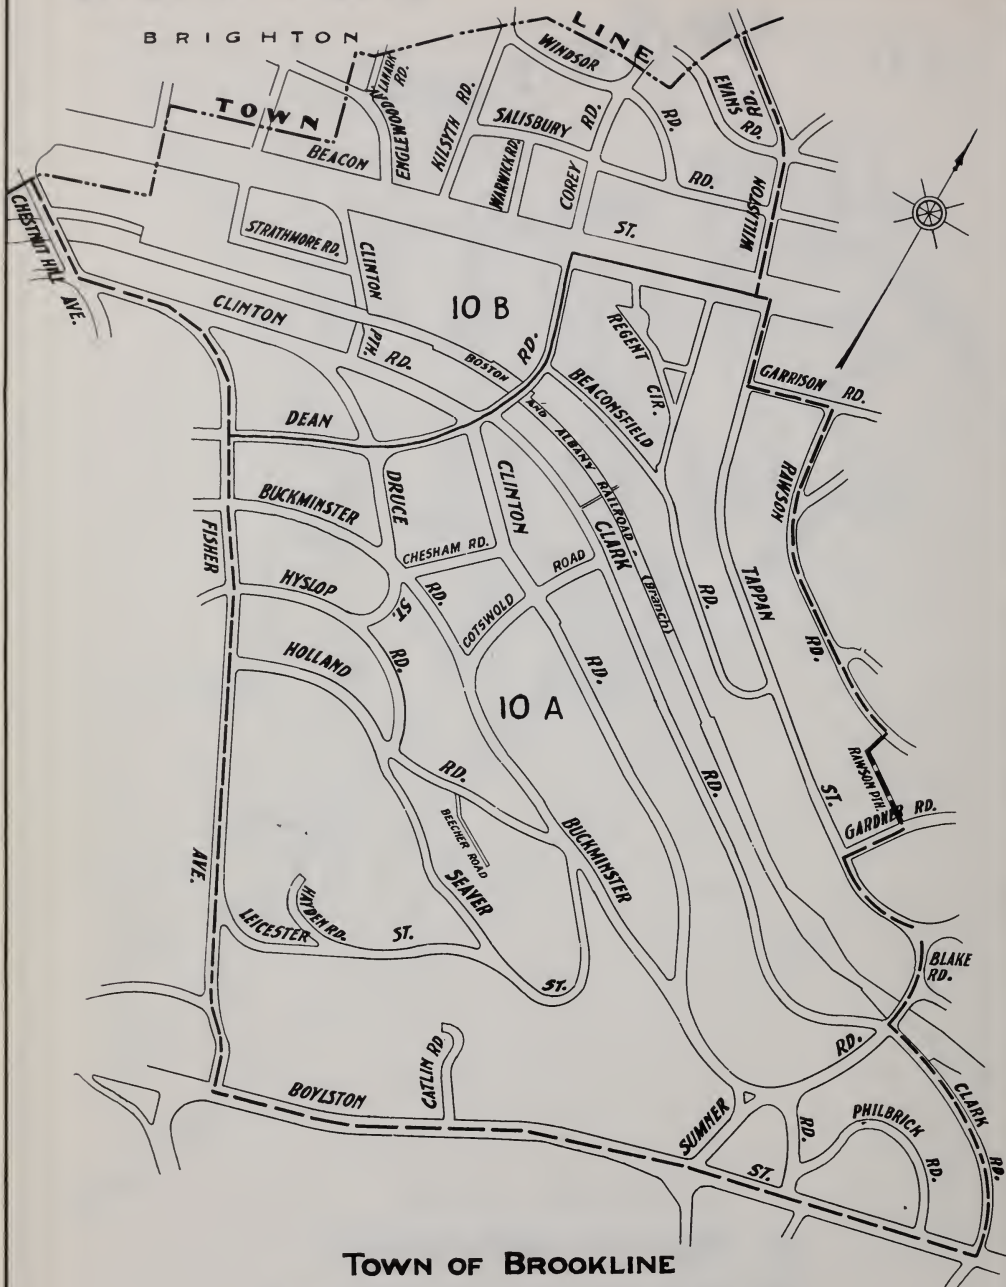 BRIGHTON
TOWN
LINE
WINDSOR
RD.
EVANS RD.
RD.
LANARK RD.
ENGLEWOOD
KILSYTH RD.
SALISBURY RD.
WARWICK RD.
COREY
RD.
BEACON
ST.
WILLISTON
CHESTNUT HILL AVE.
STRATHMORE RD.
CLINTON
PTH.
CLINTON
RD.
10 B
BOSTON
AND ALBANY RAILROAD - (Branch)
RD.
REGENT CIR.
BEACONSFIELD
RD.
GARRISON RD.
RAWSON
RD.
DEAN
DRUCE
ST.
CLINTON
RD.
BUCKMINSTER
RD.
CHESHAM RD.
COTSWOLD
ROAD
CLARK
RD.
TAPPAN
ST.
FISHER
AVE.
HYSLOP
RD.
HOLLAND
RD.
10 A
RAWSON PTH.
GARDNER RD.
BEECHER ROAD
SEAVER
ST.
BUCKMINSTER
RD.
HAYDEN RD.
LEICESTER
ST.
BLAKE RD.
CATLIN RD.
BOYLSTON
ST.
SUMNER
RD.
PHILBRICK
RD.
CLARK
RD.
TOWN OF BROOKLINE